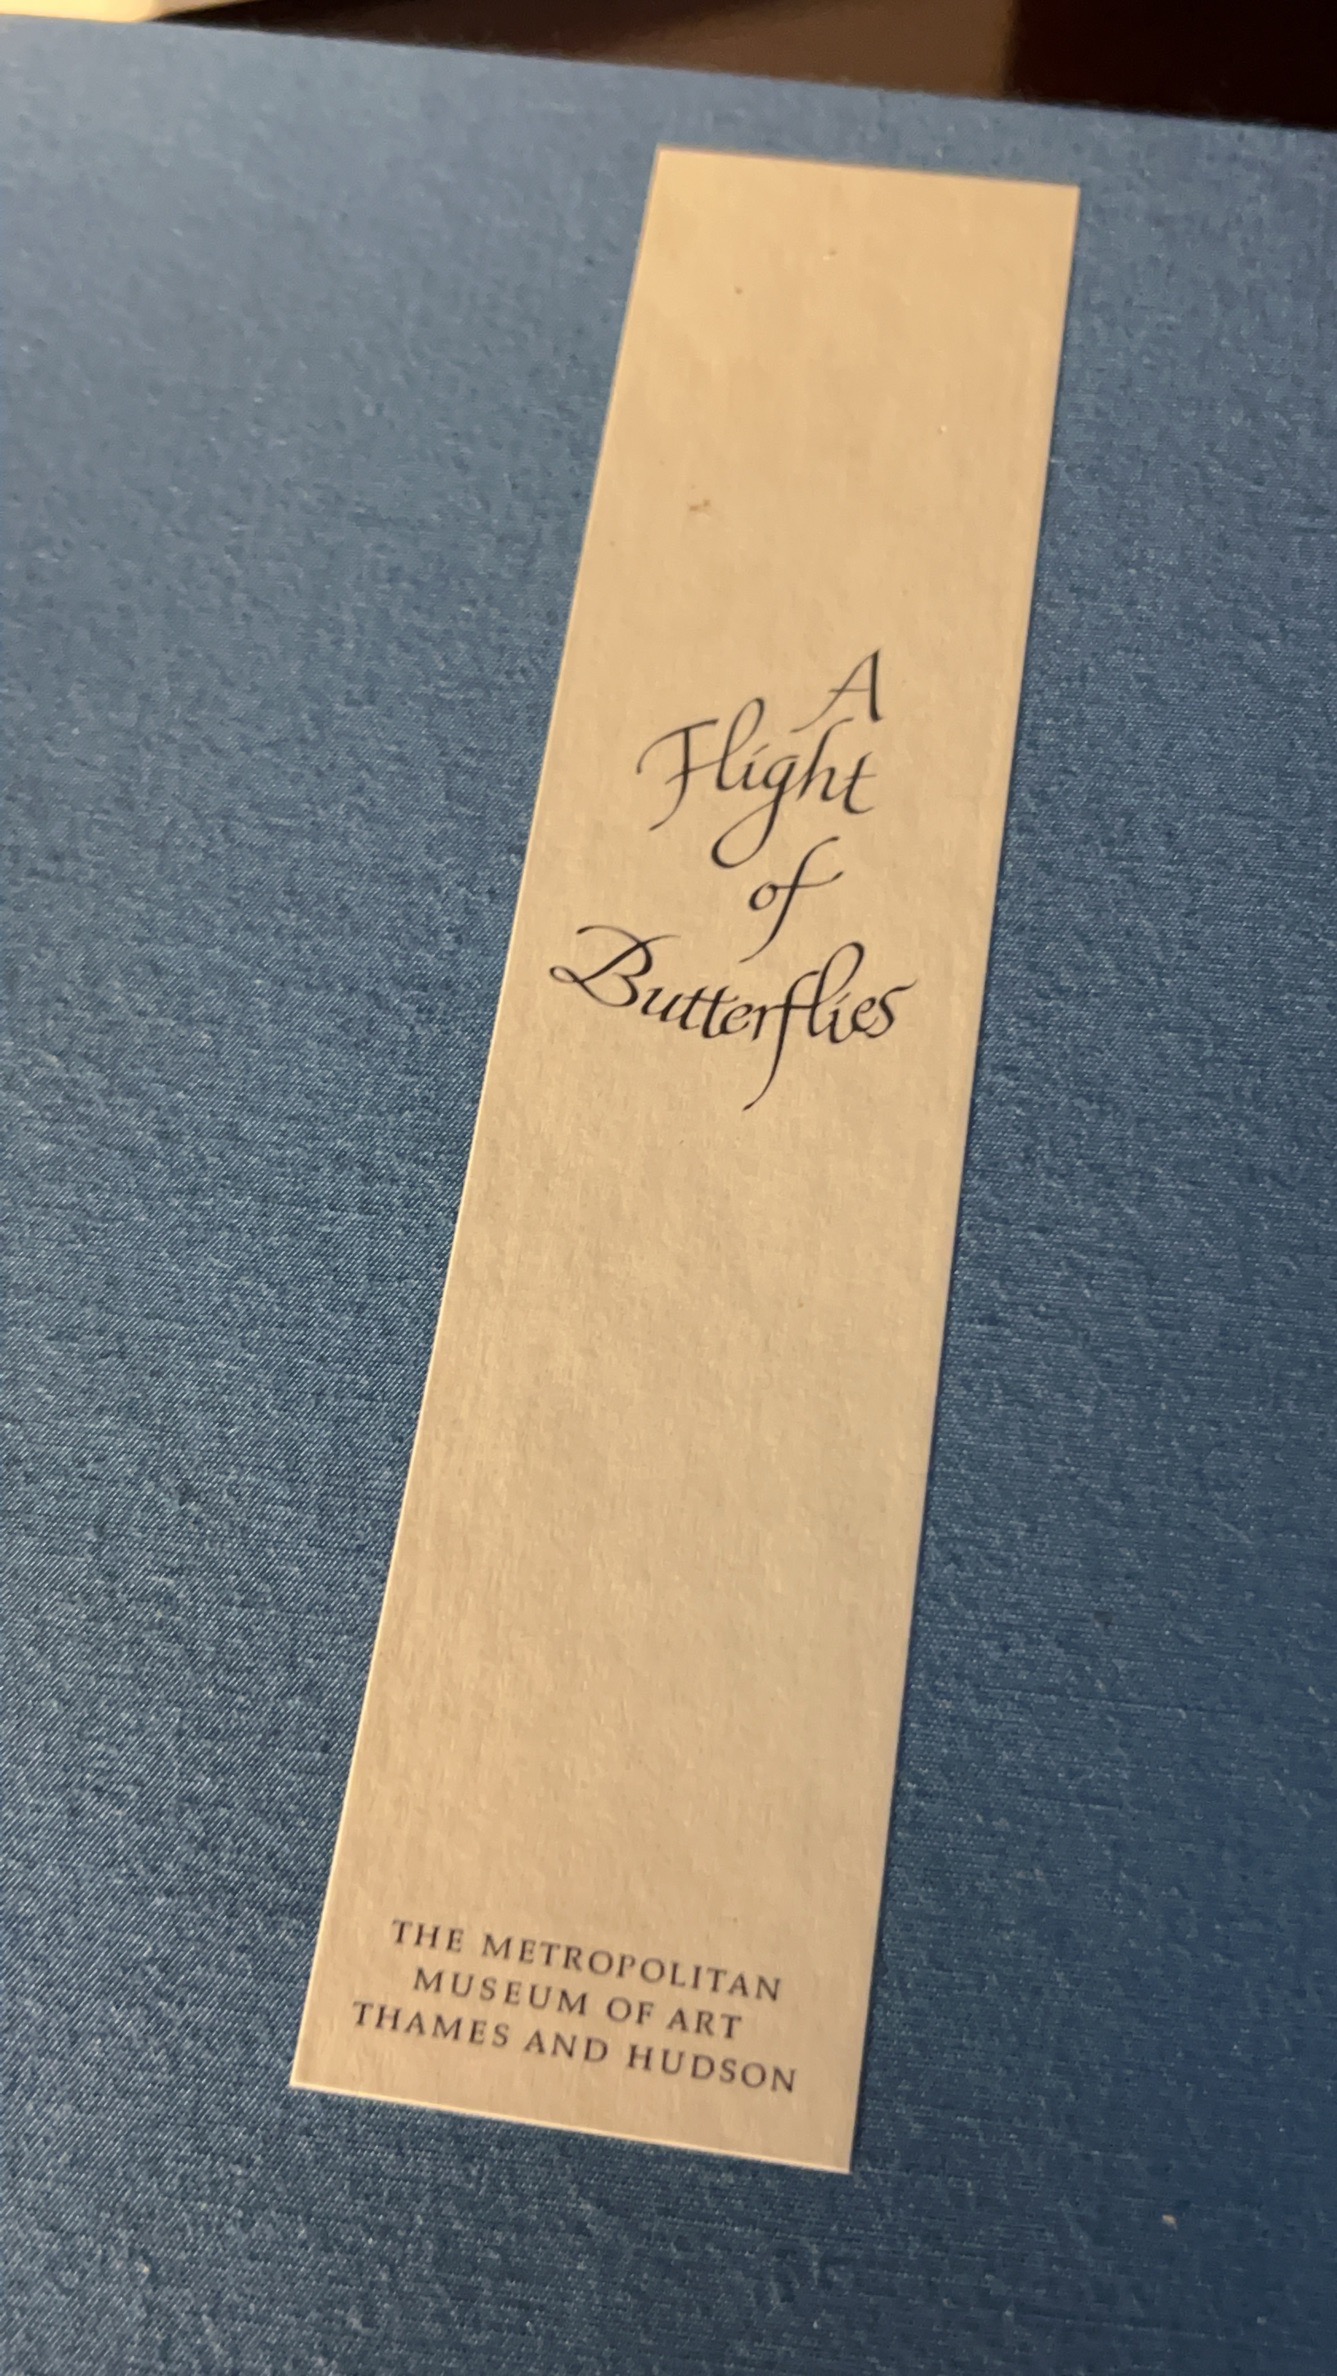 A
Flight
of
Butterflies
THE METROPOLITAN
MUSEUM OF ART
THAMES AND HUDSON